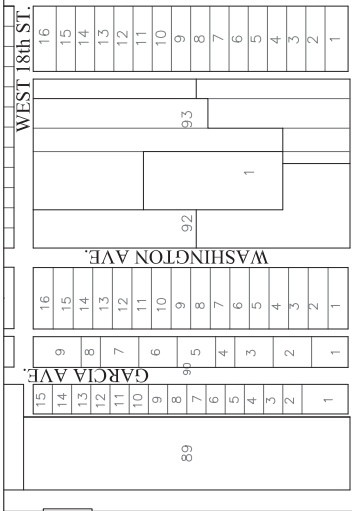 WEST 18th ST.
16 15 14 13 12 11 10 9 8 7 6 5 4 3 2 1
93
1
92
WASHINGTON AVE.
16 15 14 13 12 11 10 9 8 7 6 5 4 3 2 1
9 8 7 6 5 4 3 2 1
90
GARCIA AVE.
15 14 13 12 11 10 9 8 7 6 5 4 3 2 1
89